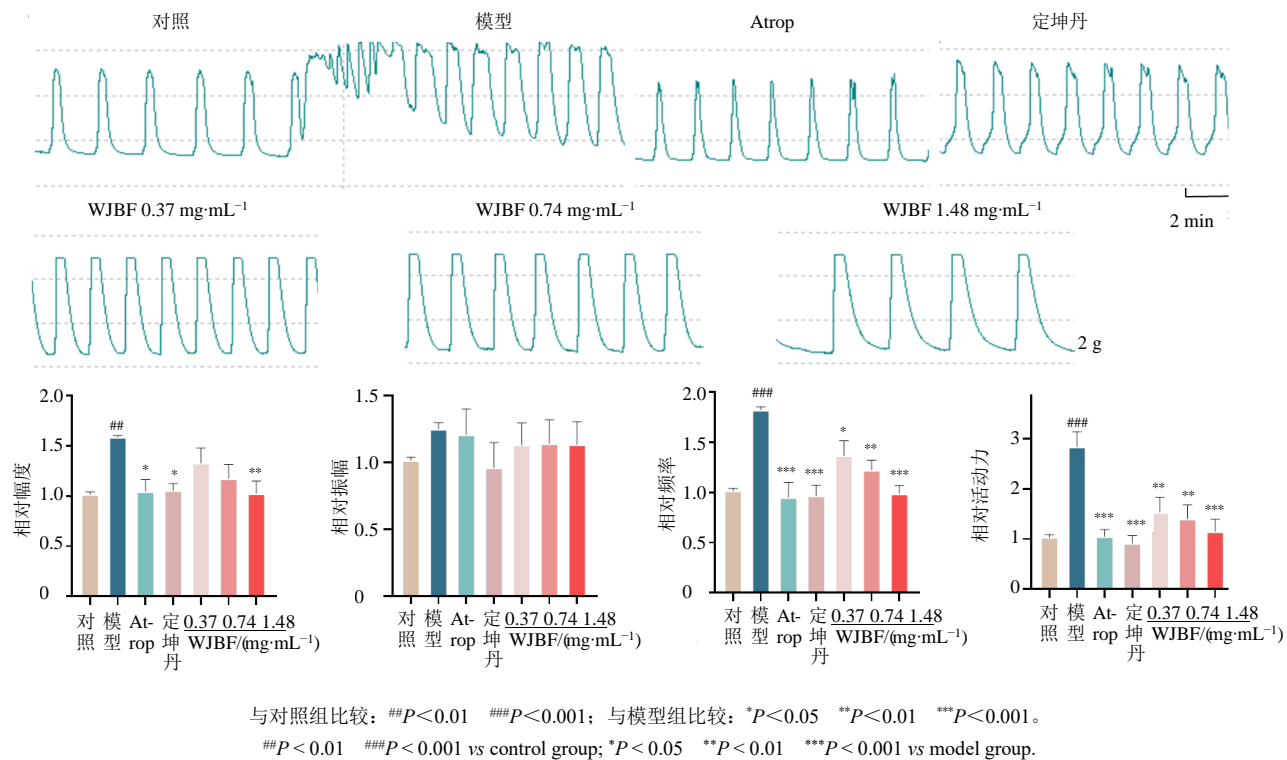 对照 模型 Atrop 定坤丹
2 min
WJBF 0.37 mg·mL⁻¹ WJBF 0.74 mg·mL⁻¹ WJBF 1.48 mg·mL⁻¹
2 g
相对幅度
2.0
1.5
1.0
0.5
0
##
*
*
**
对照 模型 At-rop 定坤丹 0.37 0.74 1.48
WJBF/(mg·mL⁻¹)
相对振幅
1.5
1.0
0.5
0
对照 模型 At-rop 定坤丹 0.37 0.74 1.48
WJBF/(mg·mL⁻¹)
相对频率
2.0
1.5
1.0
0.5
0
###
***
***
*
**
***
对照 模型 At-rop 定坤丹 0.37 0.74 1.48
WJBF/(mg·mL⁻¹)
相对活动力
3
2
1
0
###
***
***
**
**
***
对照 模型 At-rop 定坤丹 0.37 0.74 1.48
WJBF/(mg·mL⁻¹)
与对照组比较：##P＜0.01 ###P＜0.001；与模型组比较：*P＜0.05 **P＜0.01 ***P＜0.001。
##P < 0.01 ###P < 0.001 vs control group; *P < 0.05 **P < 0.01 ***P < 0.001 vs model group.